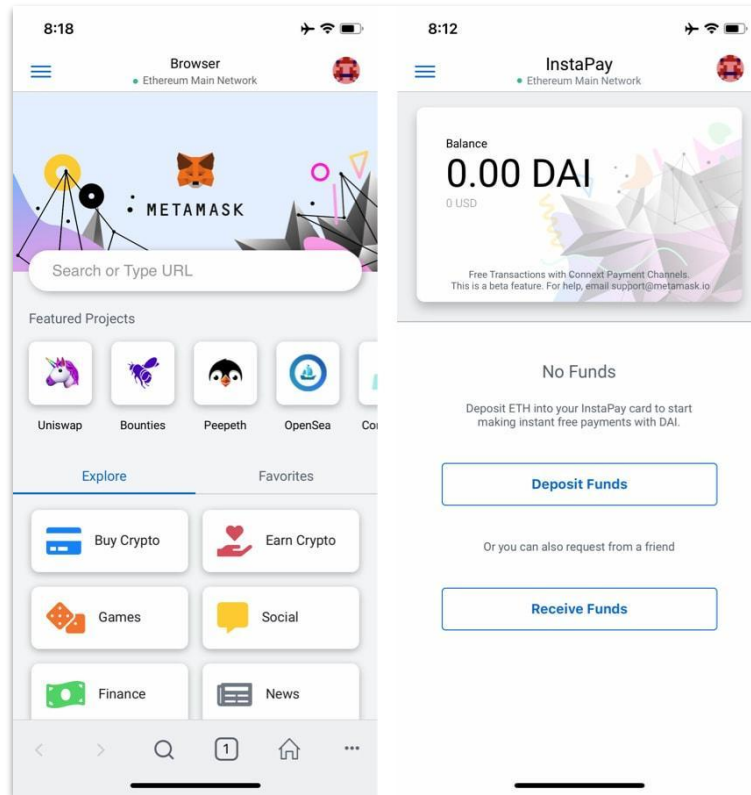 8:18
Browser
Ethereum Main Network
METAMASK
Search or Type URL
Featured Projects
Uniswap Bounties Peepeth OpenSea Co
Explore Favorites
Buy Crypto Earn Crypto
Games Social
Finance News
1
8:12
InstaPay
Ethereum Main Network
Balance
0.00 DAI
0 USD
Free Transactions with Connext Payment Channels.
This is a beta feature. For help, email support@metamask.io
No Funds
Deposit ETH into your InstaPay card to start
making instant free payments with DAI.
Deposit Funds
Or you can also request from a friend
Receive Funds